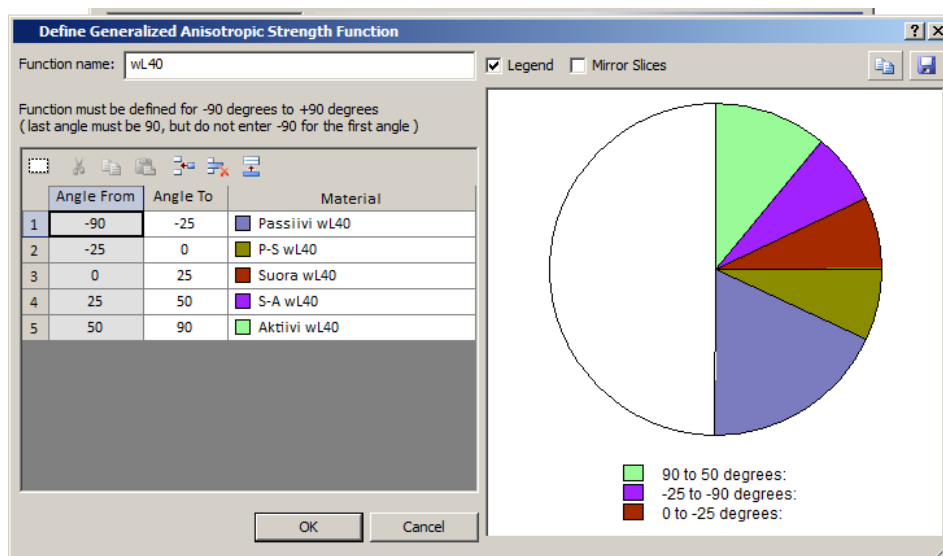 Define Generalized Anisotropic Strength Function
Function name: wL40
Legend Mirror Slices
Function must be defined for -90 degrees to +90 degrees
( last angle must be 90, but do not enter -90 for the first angle )
Angle From Angle To Material
1 -90 -25 Passiivi wL40
2 -25 0 P-S wL40
3 0 25 Suora wL40
4 25 50 S-A wL40
5 50 90 Aktiivi wL40
90 to 50 degrees:
-25 to -90 degrees:
0 to -25 degrees:
OK Cancel